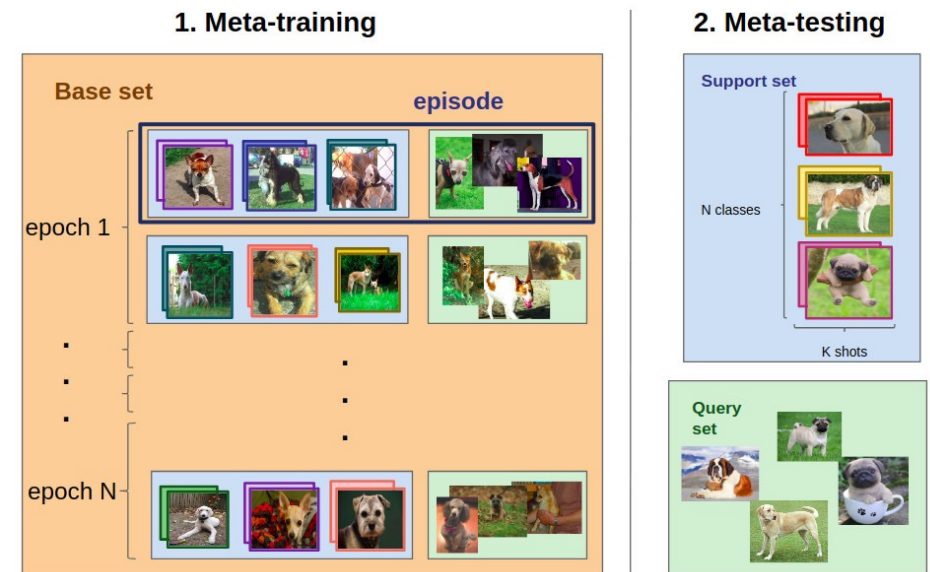 1. Meta-training
2. Meta-testing
Base set
episode
epoch 1
epoch N
Support set
N classes
K shots
Query
set